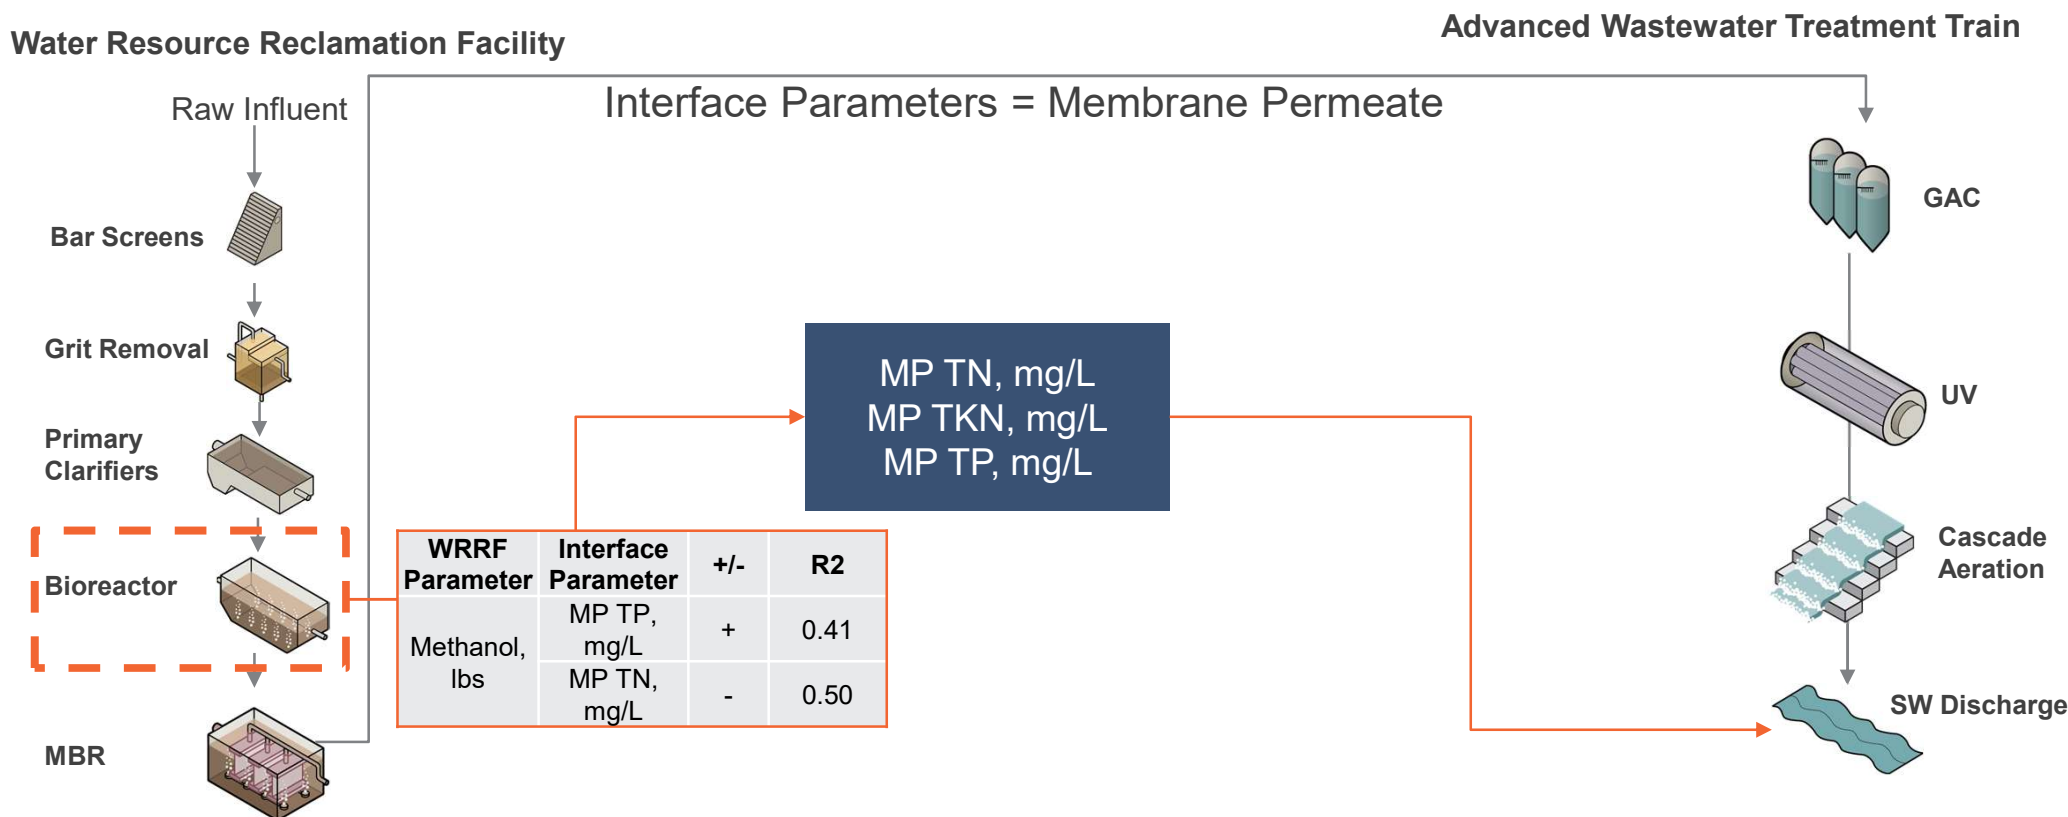 Water Resource Reclamation Facility
Advanced Wastewater Treatment Train
Raw Influent
Interface Parameters = Membrane Permeate
Bar Screens
Grit Removal
Primary
Clarifiers
Bioreactor
MBR
MP TN, mg/L
MP TKN, mg/L
MP TP, mg/L
WRRF
Parameter
Interface
Parameter
+/-
R2
Methanol,
lbs
MP TP,
mg/L
+
0.41
MP TN,
mg/L
-
0.50
GAC
UV
Cascade
Aeration
SW Discharge